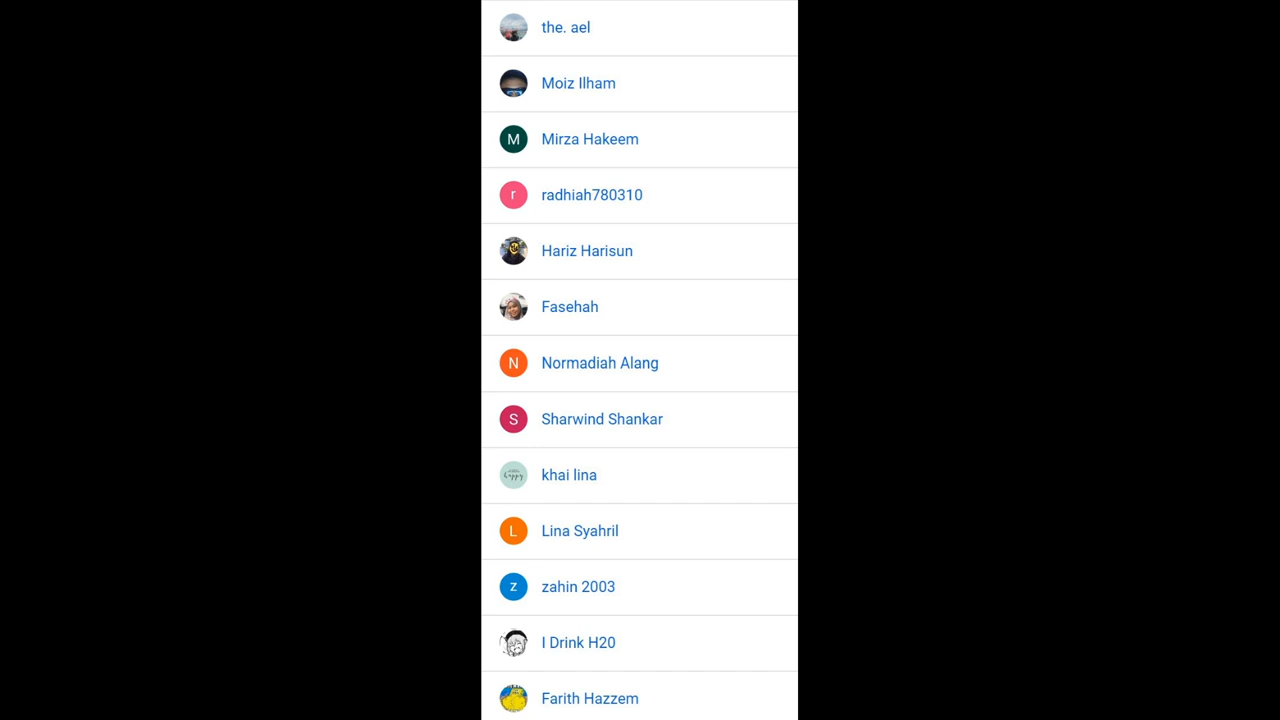 the. ael
Moiz Ilham
M
Mirza Hakeem
r
radhiah780310
Hariz Harisun
Fasehah
N
Normadiah Alang
S
Sharwind Shankar
happy
khai lina
L
Lina Syahril
z
zahin 2003
I Drink H20
Farith Hazzem